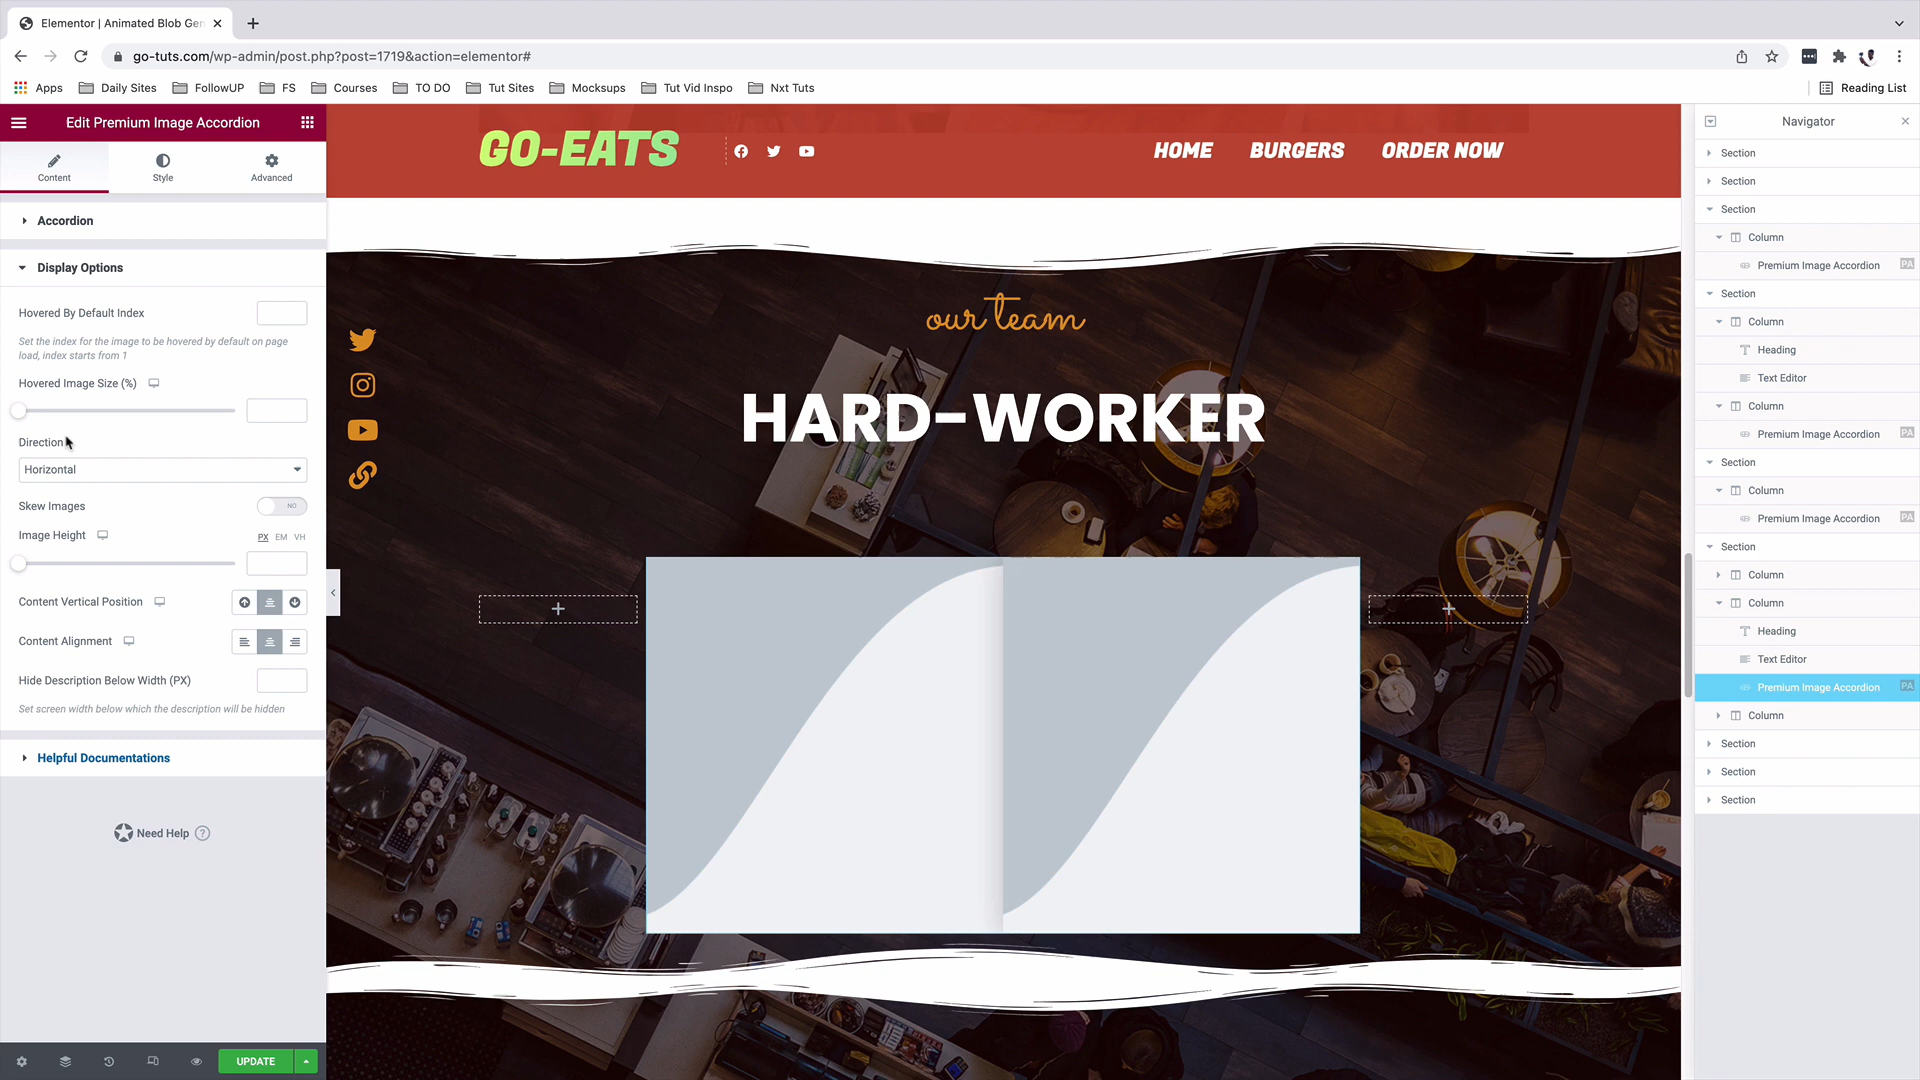 Elementor | Animated Blob Gen
go-tuts.com/wp-admin/post.php?post=1719&action=elementor#
Apps
Daily Sites
FollowUP
FS
Courses
TO DO
Tut Sites
Mocksups
Tut Vid Inspo
Nxt Tuts
Reading List
Edit Premium Image Accordion
Content
Style
Advanced
Accordion
Display Options
Hovered By Default Index
Set the index for the image to be hovered by default on page
load, index starts from 1
Hovered Image Size (%)
Direction
Horizontal
Skew Images
NO
Image Height
PX EM VH
Content Vertical Position
Content Alignment
Hide Description Below Width (PX)
Set screen width below which the description will be hidden
Helpful Documentations
Need Help ?
UPDATE
GO-EATS
HOME
BURGERS
ORDER NOW
our team
HARD-WORKER
Navigator
Section
Section
Section
Column
Premium Image Accordion PA
Section
Column
Heading
Text Editor
Column
Premium Image Accordion PA
Section
Column
Premium Image Accordion PA
Section
Column
Column
Heading
Text Editor
Premium Image Accordion PA
Column
Section
Section
Section